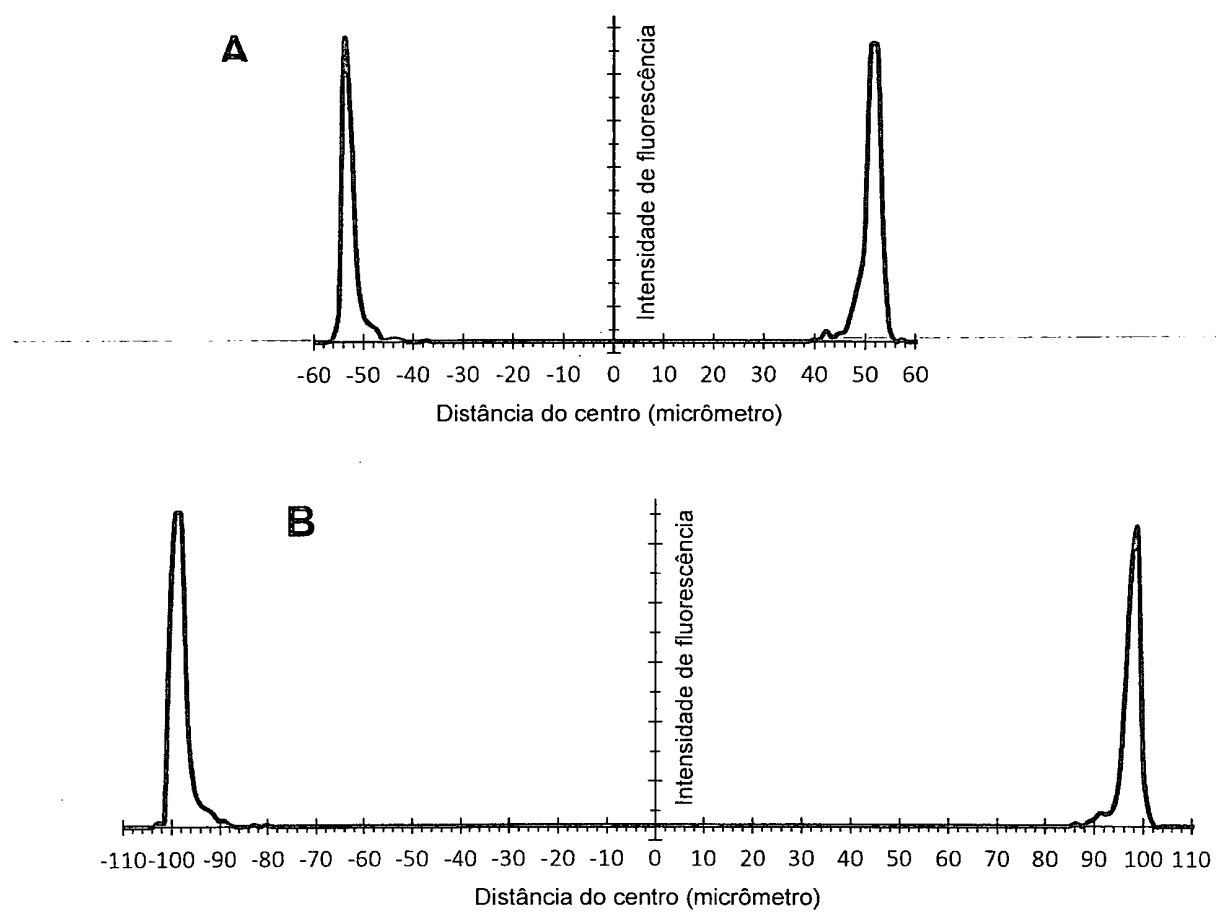 A
Intensidade de fluorescência
-60 -50 -40 -30 -20 -10 0 10 20 30 40 50 60
Distância do centro (micrômetro)
B
Intensidade de fluorescência
-110 -100 -90 -80 -70 -60 -50 -40 -30 -20 -10 0 10 20 30 40 50 60 70 80 90 100 110
Distância do centro (micrômetro)